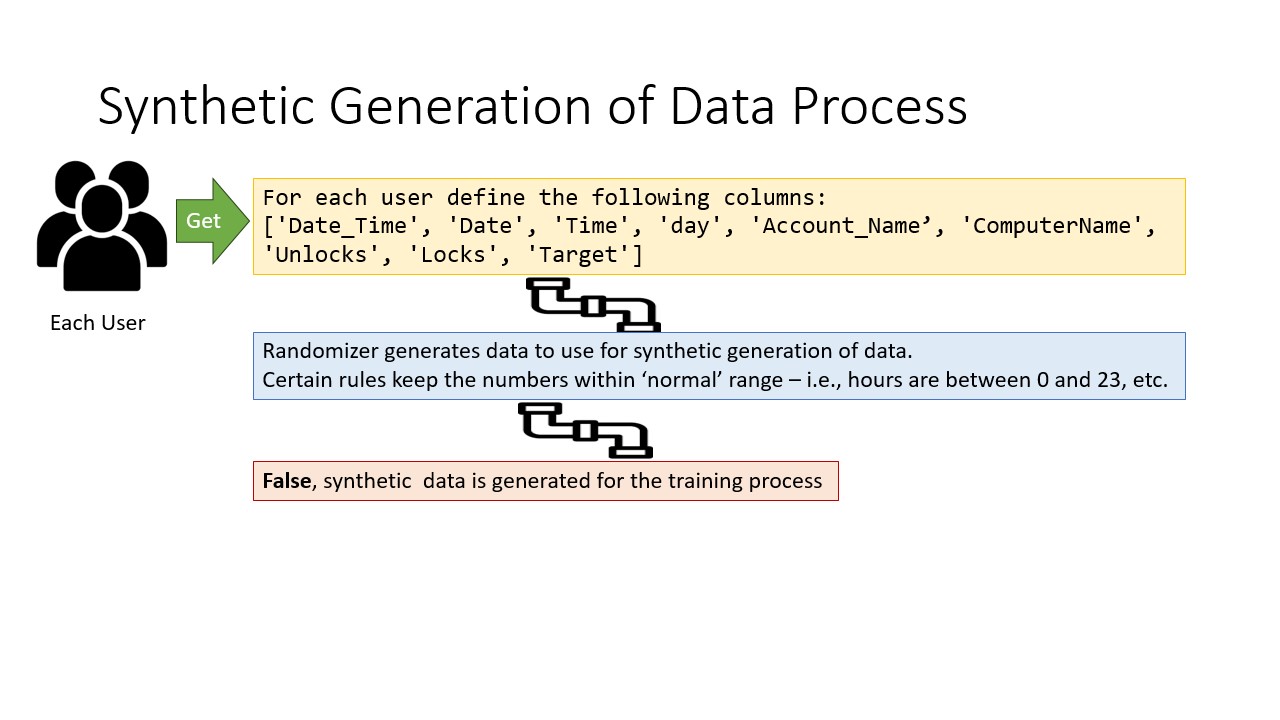 Synthetic Generation of Data Process
Get
For each user define the following columns:
['Date_Time', 'Date', 'Time', 'day', 'Account_Name’, 'ComputerName',
'Unlocks', 'Locks', 'Target']
Each User
Randomizer generates data to use for synthetic generation of data.
Certain rules keep the numbers within ‘normal’ range – i.e., hours are between 0 and 23, etc.
False, synthetic  data is generated for the training process